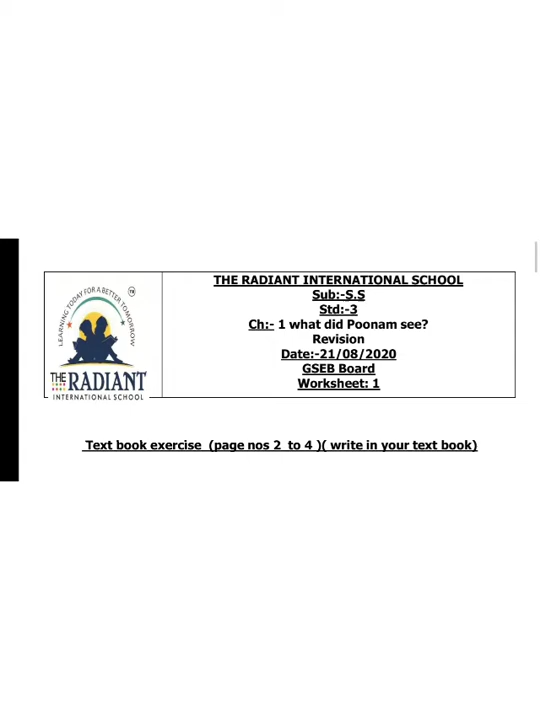 LEARNING TODAY FOR A BETTER TOMORROW
THE RADIANT
INTERNATIONAL SCHOOL
THE RADIANT INTERNATIONAL SCHOOL
Sub:-S.S
Std:-3
Ch:- 1 what did Poonam see?
Revision
Date:-21/08/2020
GSEB Board
Worksheet: 1
Text book exercise (page nos 2 to 4 )( write in your text book)